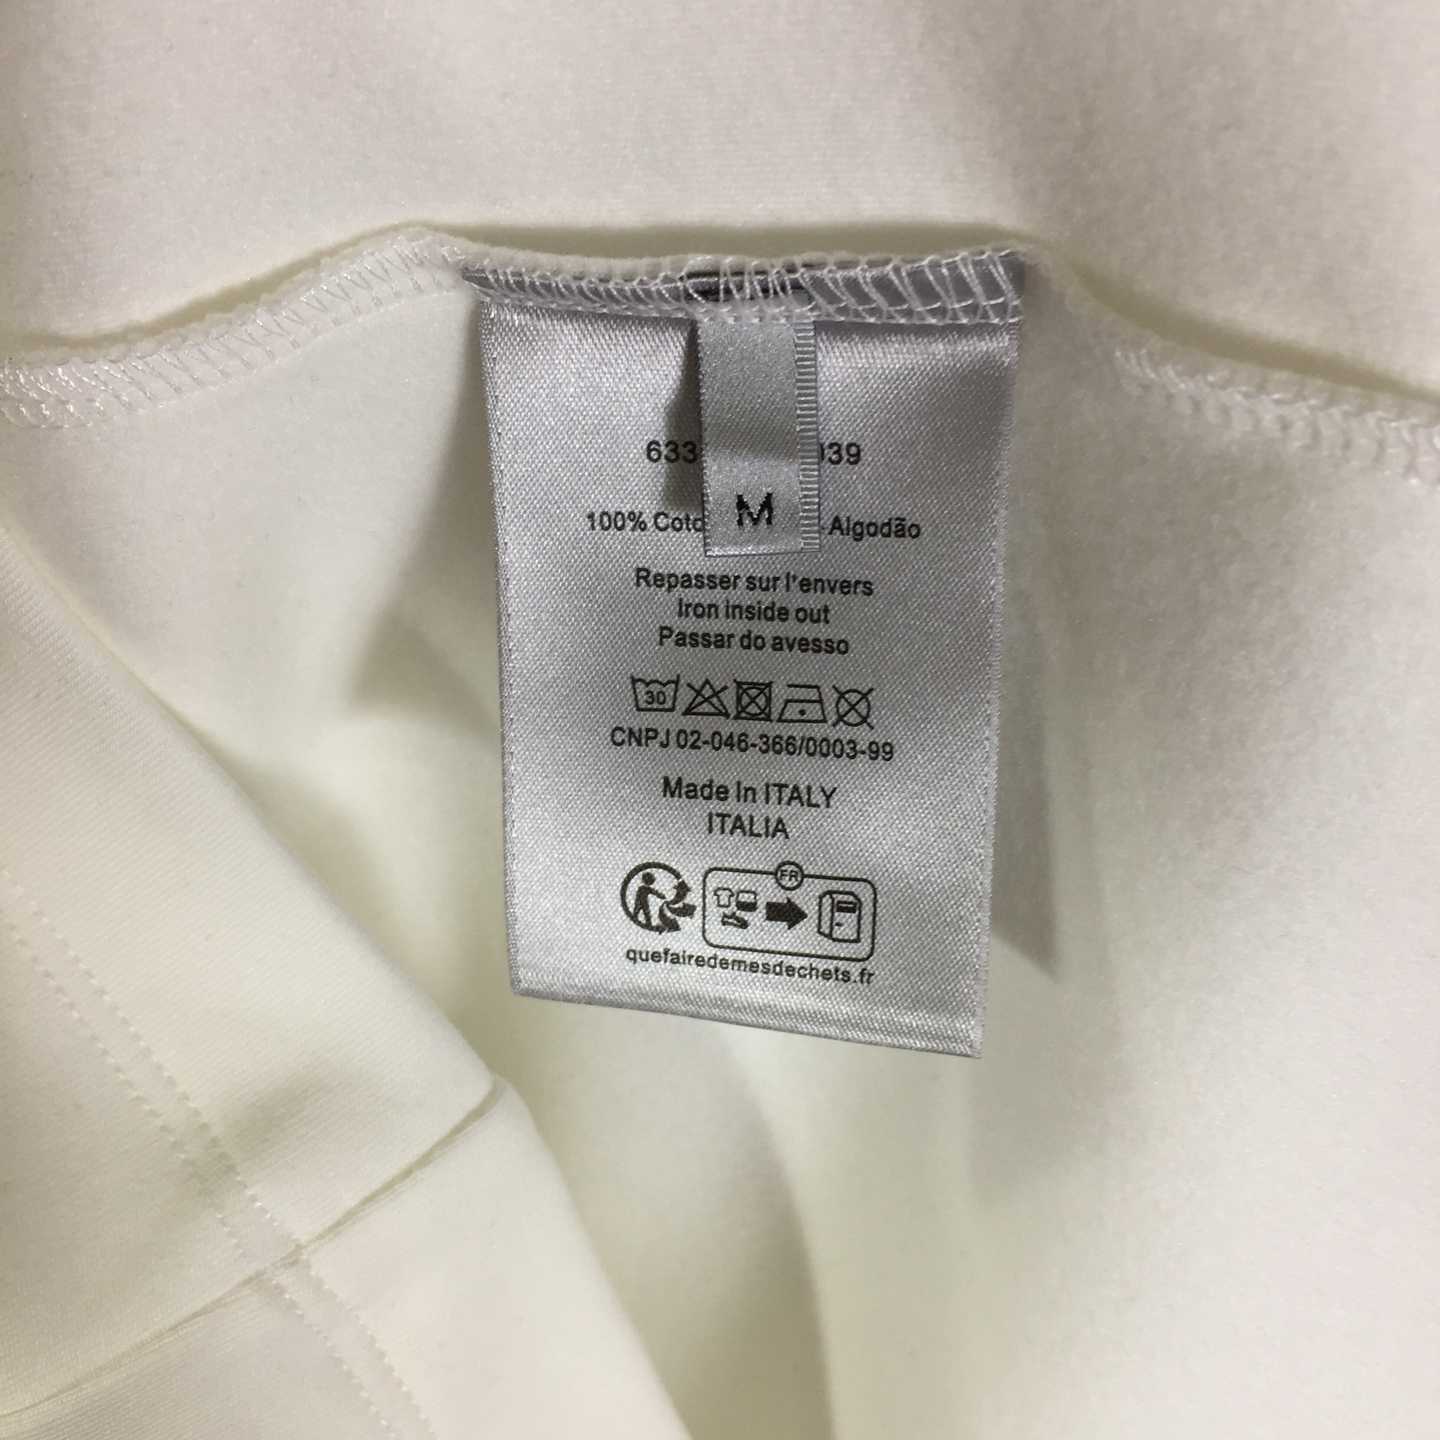 633 039
M
100% Algodão
Repasser sur l'envers
Iron inside out
Passar do avesso
30
CNPJ 02-046-366/0003-99
Made In ITALY
ITALIA
FR
quefairedemesdechets.fr